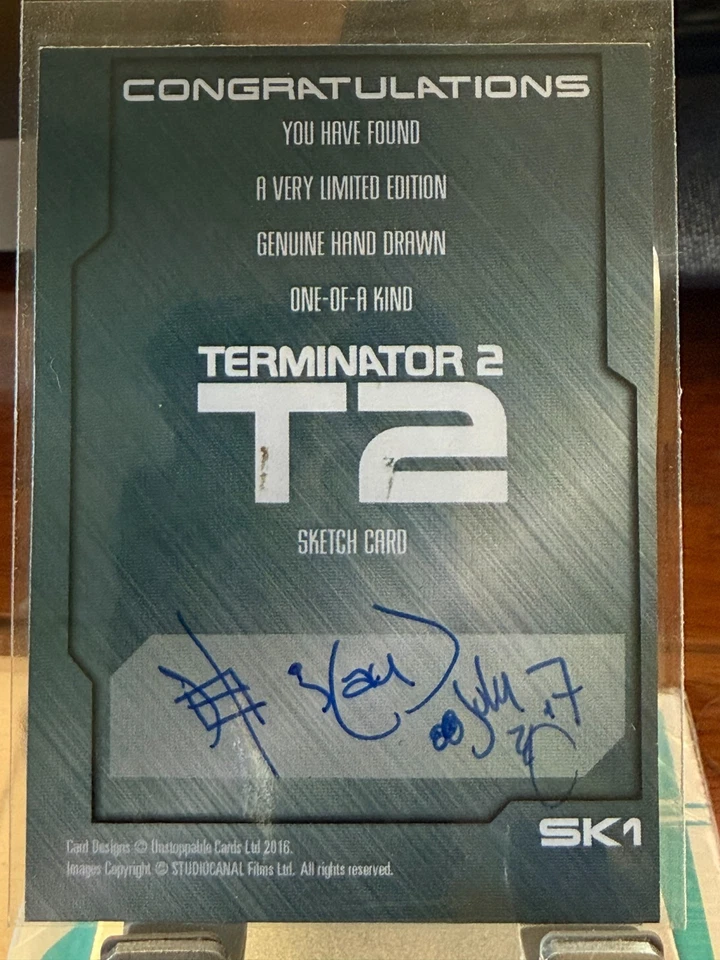 CONGRATULATIONS
YOU HAVE FOUND
A VERY LIMITED EDITION
GENUINE HAND DRAWN
ONE-OF-A KIND
TERMINATOR 2
T2
SKETCH CARD
SK1
Card Designs © Unstoppable Cards Ltd 2016.
Images Copyright © STUDIOCANAL Films Ltd. All rights reserved.